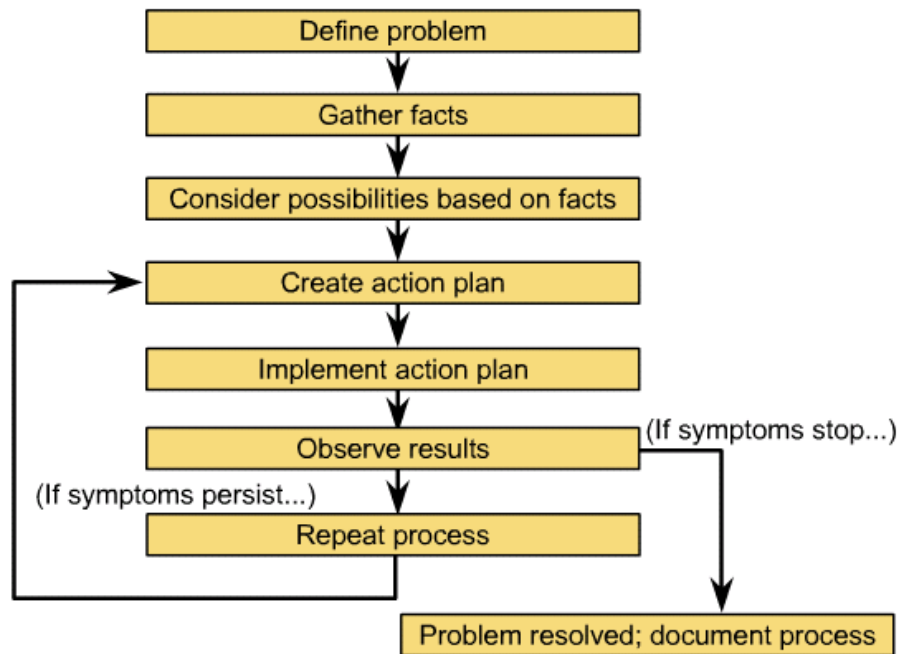 Define problem
Gather facts
Consider possibilities based on facts
Create action plan
Implement action plan
(If symptoms stop...)
Observe results
(If symptoms persist...)
Repeat process
Problem resolved; document process